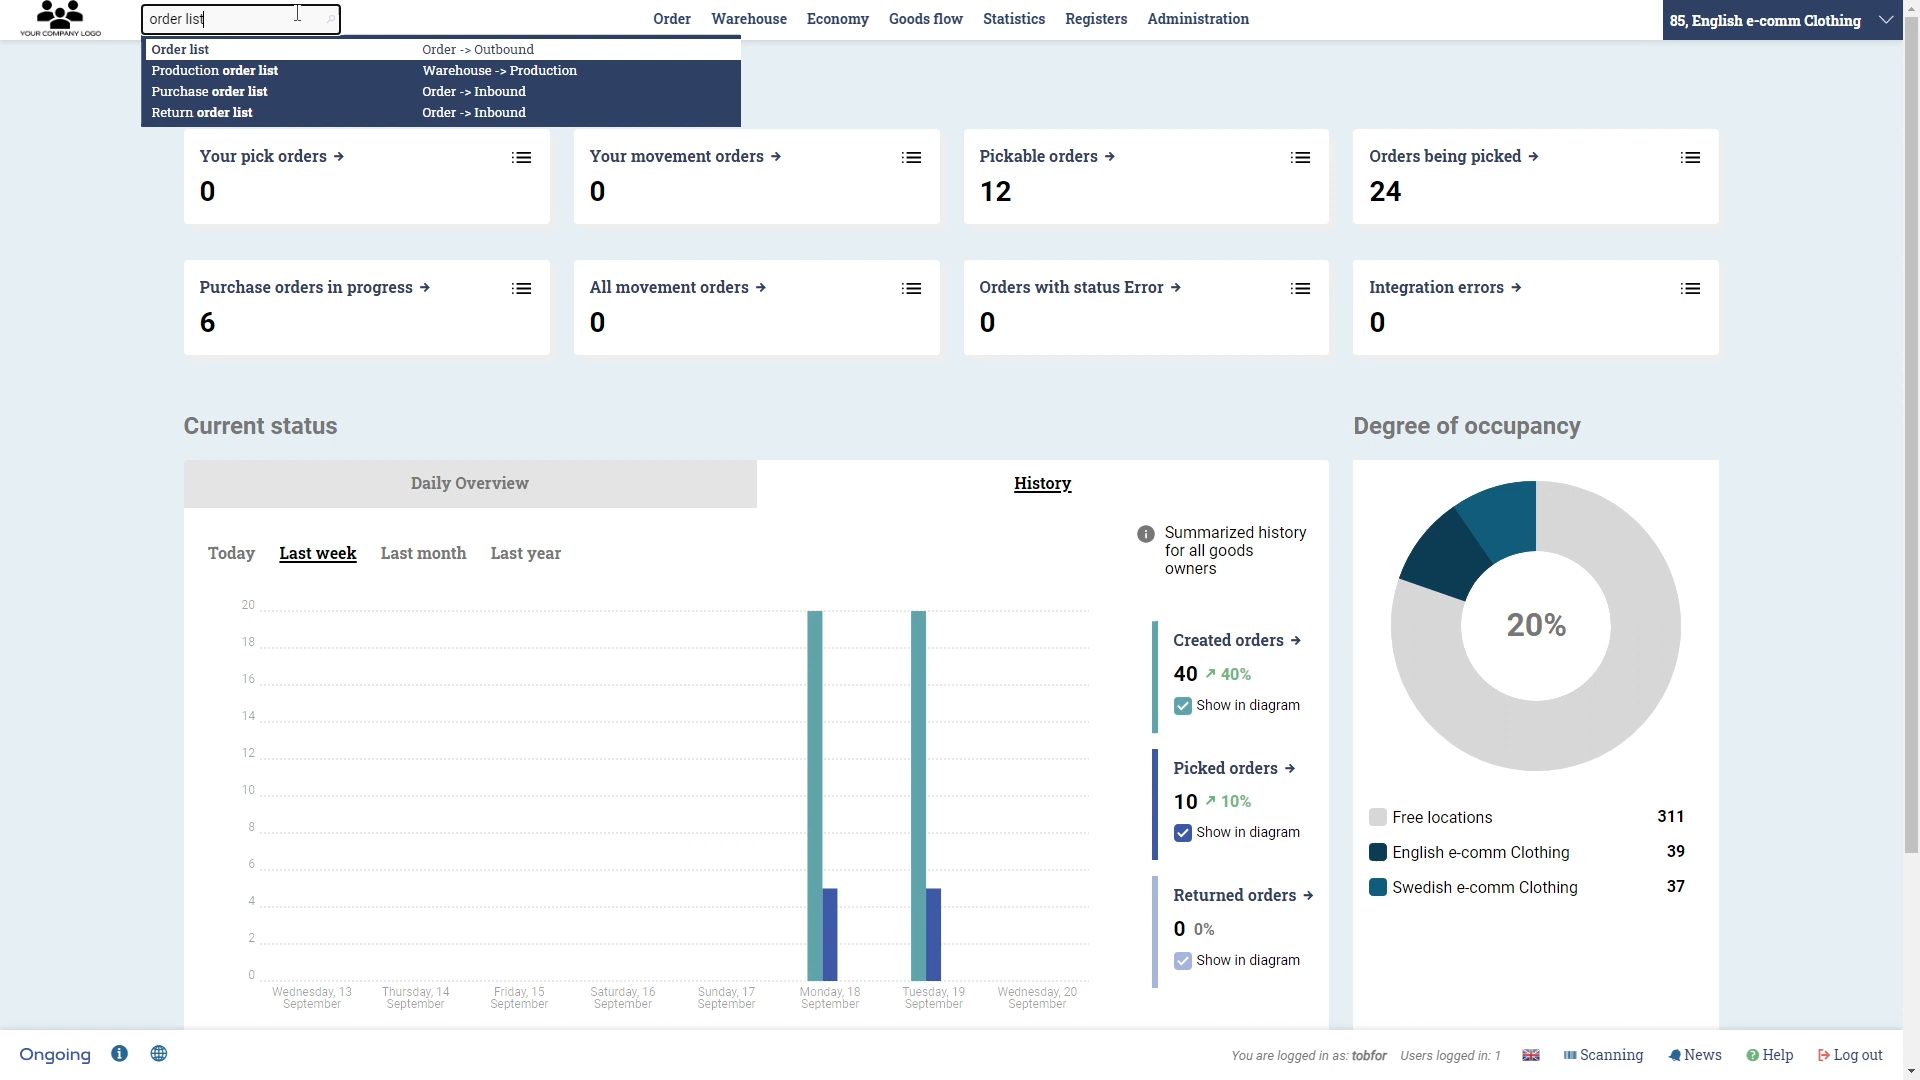 YOUR COMPANY LOGO
order list
Order Warehouse Economy Goods flow Statistics Registers Administration
85, English e-comm Clothing
Order list Order -> Outbound
Production order list Warehouse -> Production
Purchase order list Order -> Inbound
Return order list Order -> Inbound
Your pick orders → Your movement orders → Pickable orders → Orders being picked →
0 0 12 24
Purchase orders in progress → All movement orders → Orders with status Error → Integration errors →
6 0 0 0
Current status
Degree of occupancy
Daily Overview History
Today Last week Last month Last year
Summarized history
for all goods
owners
20
18
16
14
12
10
8
6
4
2
0
Wednesday, 13
September
Thursday, 14
September
Friday, 15
September
Saturday, 16
September
Sunday, 17
September
Monday, 18
September
Tuesday, 19
September
Wednesday, 20
September
Created orders →
40 ↗ 40%
Show in diagram
Picked orders →
10 ↗ 10%
Show in diagram
Returned orders →
0 0%
Show in diagram
20%
Free locations 311
English e-comm Clothing 39
Swedish e-comm Clothing 37
Ongoing
You are logged in as: tobfor Users logged in: 1
Scanning News Help Log out